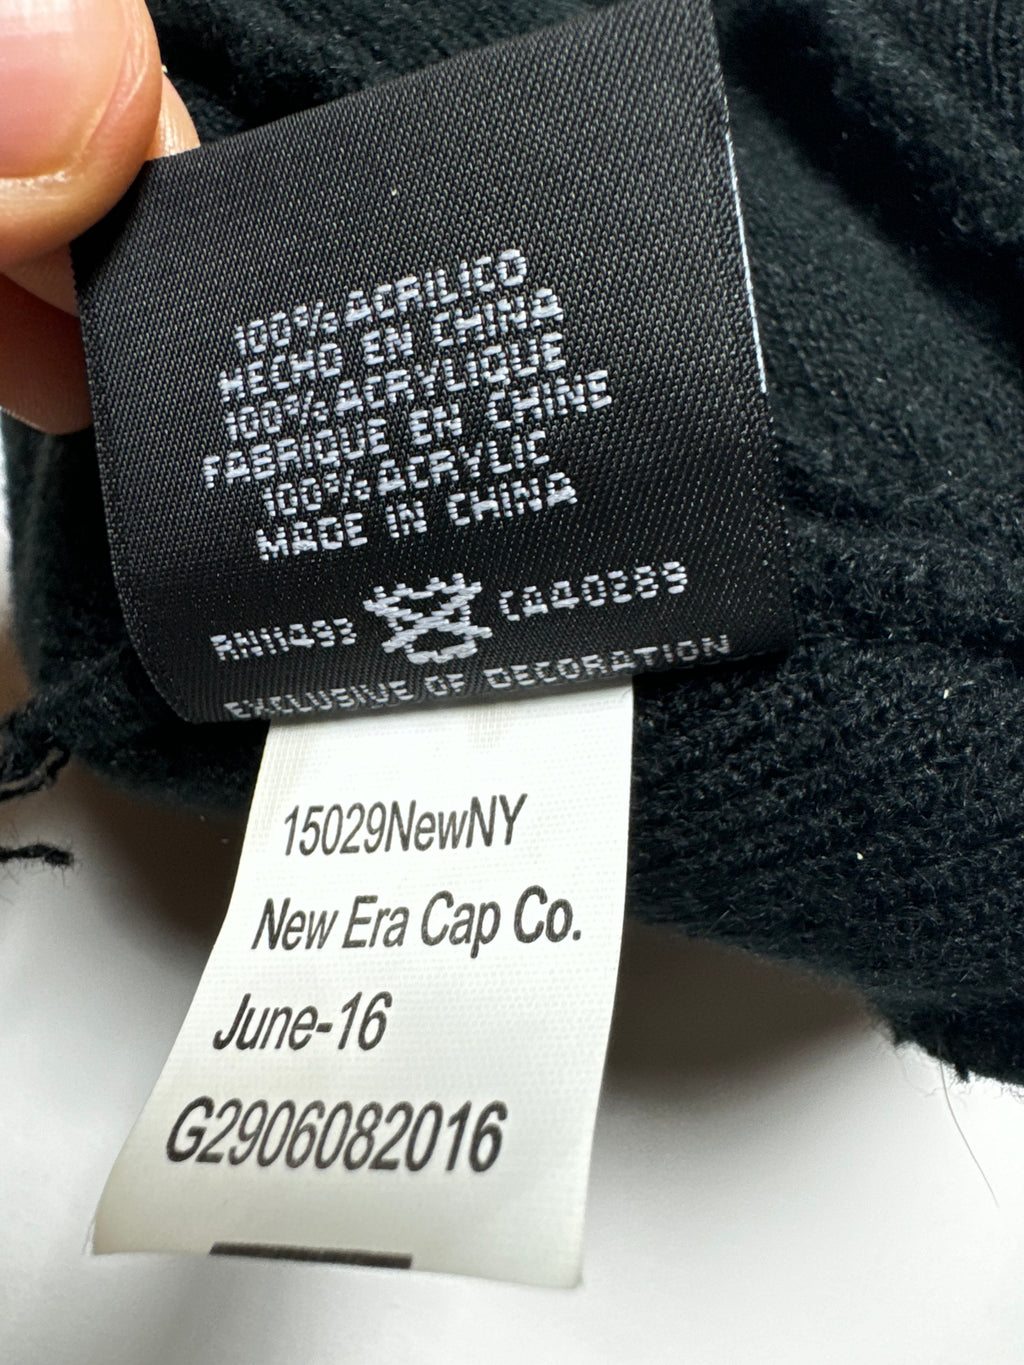 100% ACRILICO
HECHO EN CHINA
100% ACRYLIQUE
FABRIQUE EN CHINE
100% ACRYLIC
MADE IN CHINA
RN11493 CA40289
EXCLUSIVE OF DECORATION
15029NewNY
New Era Cap Co.
June-16
G2906082016